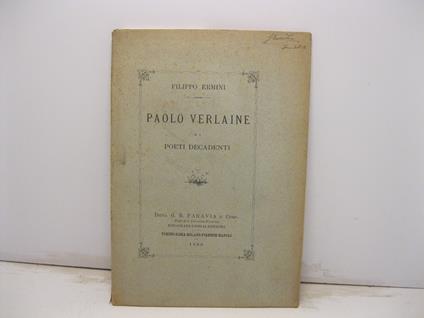 FILIPPO ERMINI
PAOLO VERLAINE
E I
POETI DECADENTI
DITTA G. B. PARAVIA E COMP.
TORINO-ROMA-MILANO-FIRENZE-NAPOLI